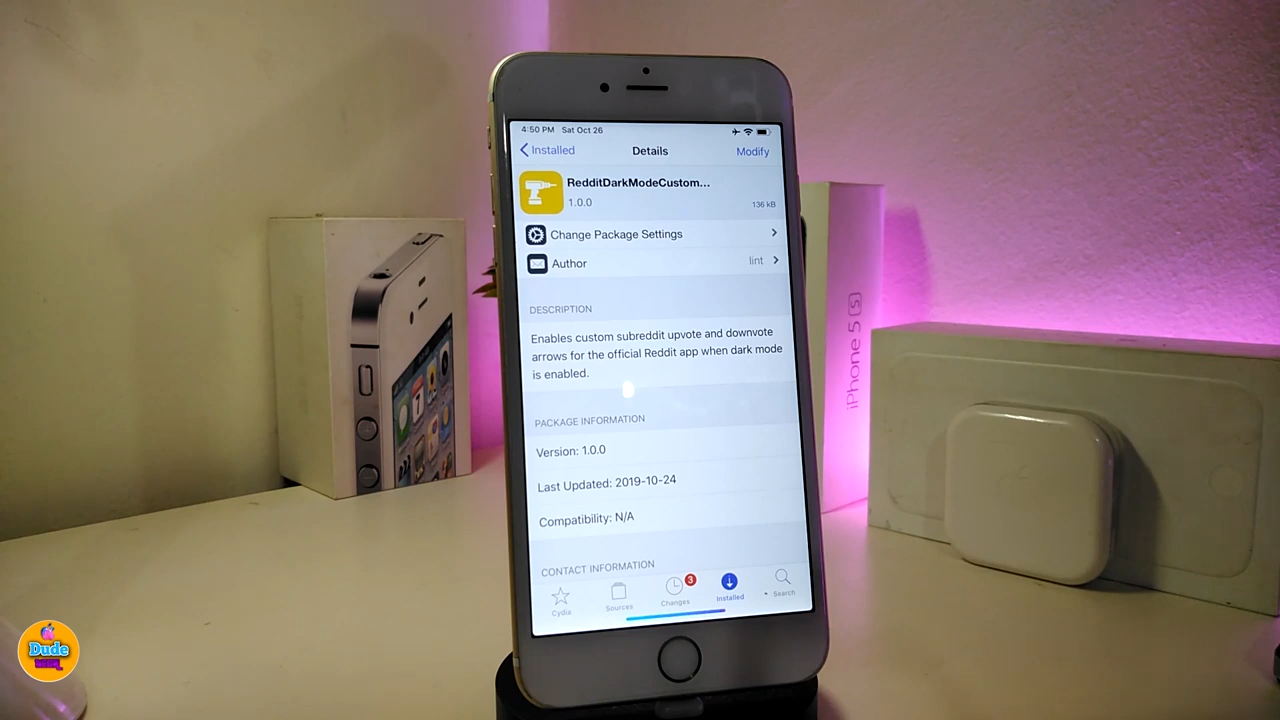 4:50 PM Sat Oct 26
Installed
Details
Modify
RedditDarkModeCustom...
1.0.0
136 kB
Change Package Settings
Author
lint
DESCRIPTION
Enables custom subreddit upvote and downvote
arrows for the official Reddit app when dark mode
is enabled.
PACKAGE INFORMATION
Version: 1.0.0
Last Updated: 2019-10-24
Compatibility: N/A
CONTACT INFORMATION
3
Cydia
Sources
Changes
Installed
Search
iPhone 5 S
Dude